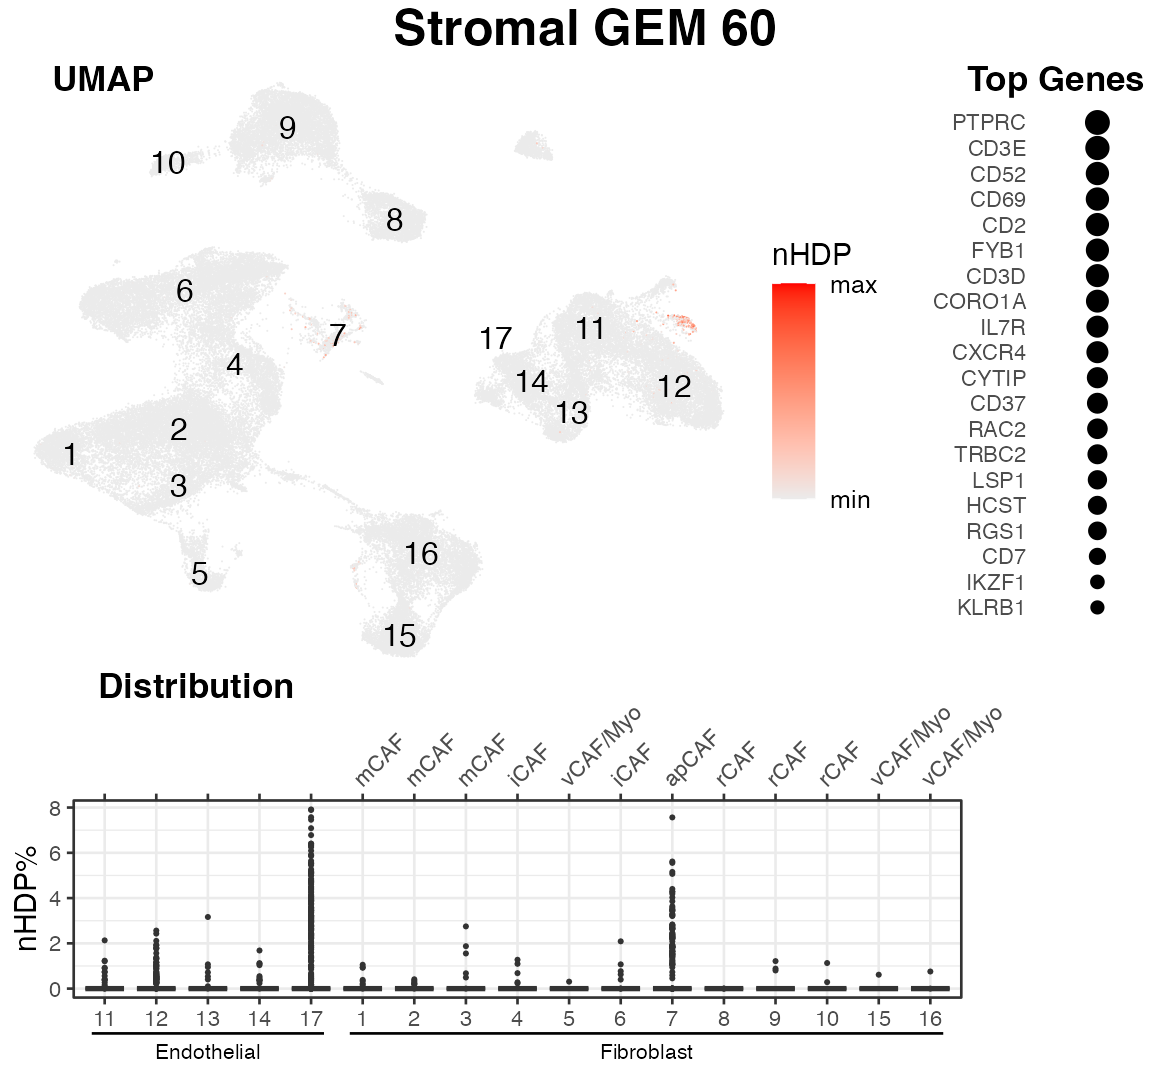 Stromal GEM 60
UMAP
9
10
8
6
7
4
2
1
3
5
16
15
17
11
14
12
13
nHDP
max
min
Top Genes
PTPRC
CD3E
CD52
CD69
CD2
FYB1
CD3D
CORO1A
IL7R
CXCR4
CYTIP
CD37
RAC2
TRBC2
LSP1
HCST
RGS1
CD7
IKZF1
KLRB1
Distribution
mCAF mCAF mCAF iCAF vCAF/Myo iCAF apCAF rCAF rCAF rCAF vCAF/Myo vCAF/Myo
nHDP%
8
6
4
2
0
11 12 13 14 17 1 2 3 4 5 6 7 8 9 10 15 16
Endothelial Fibroblast